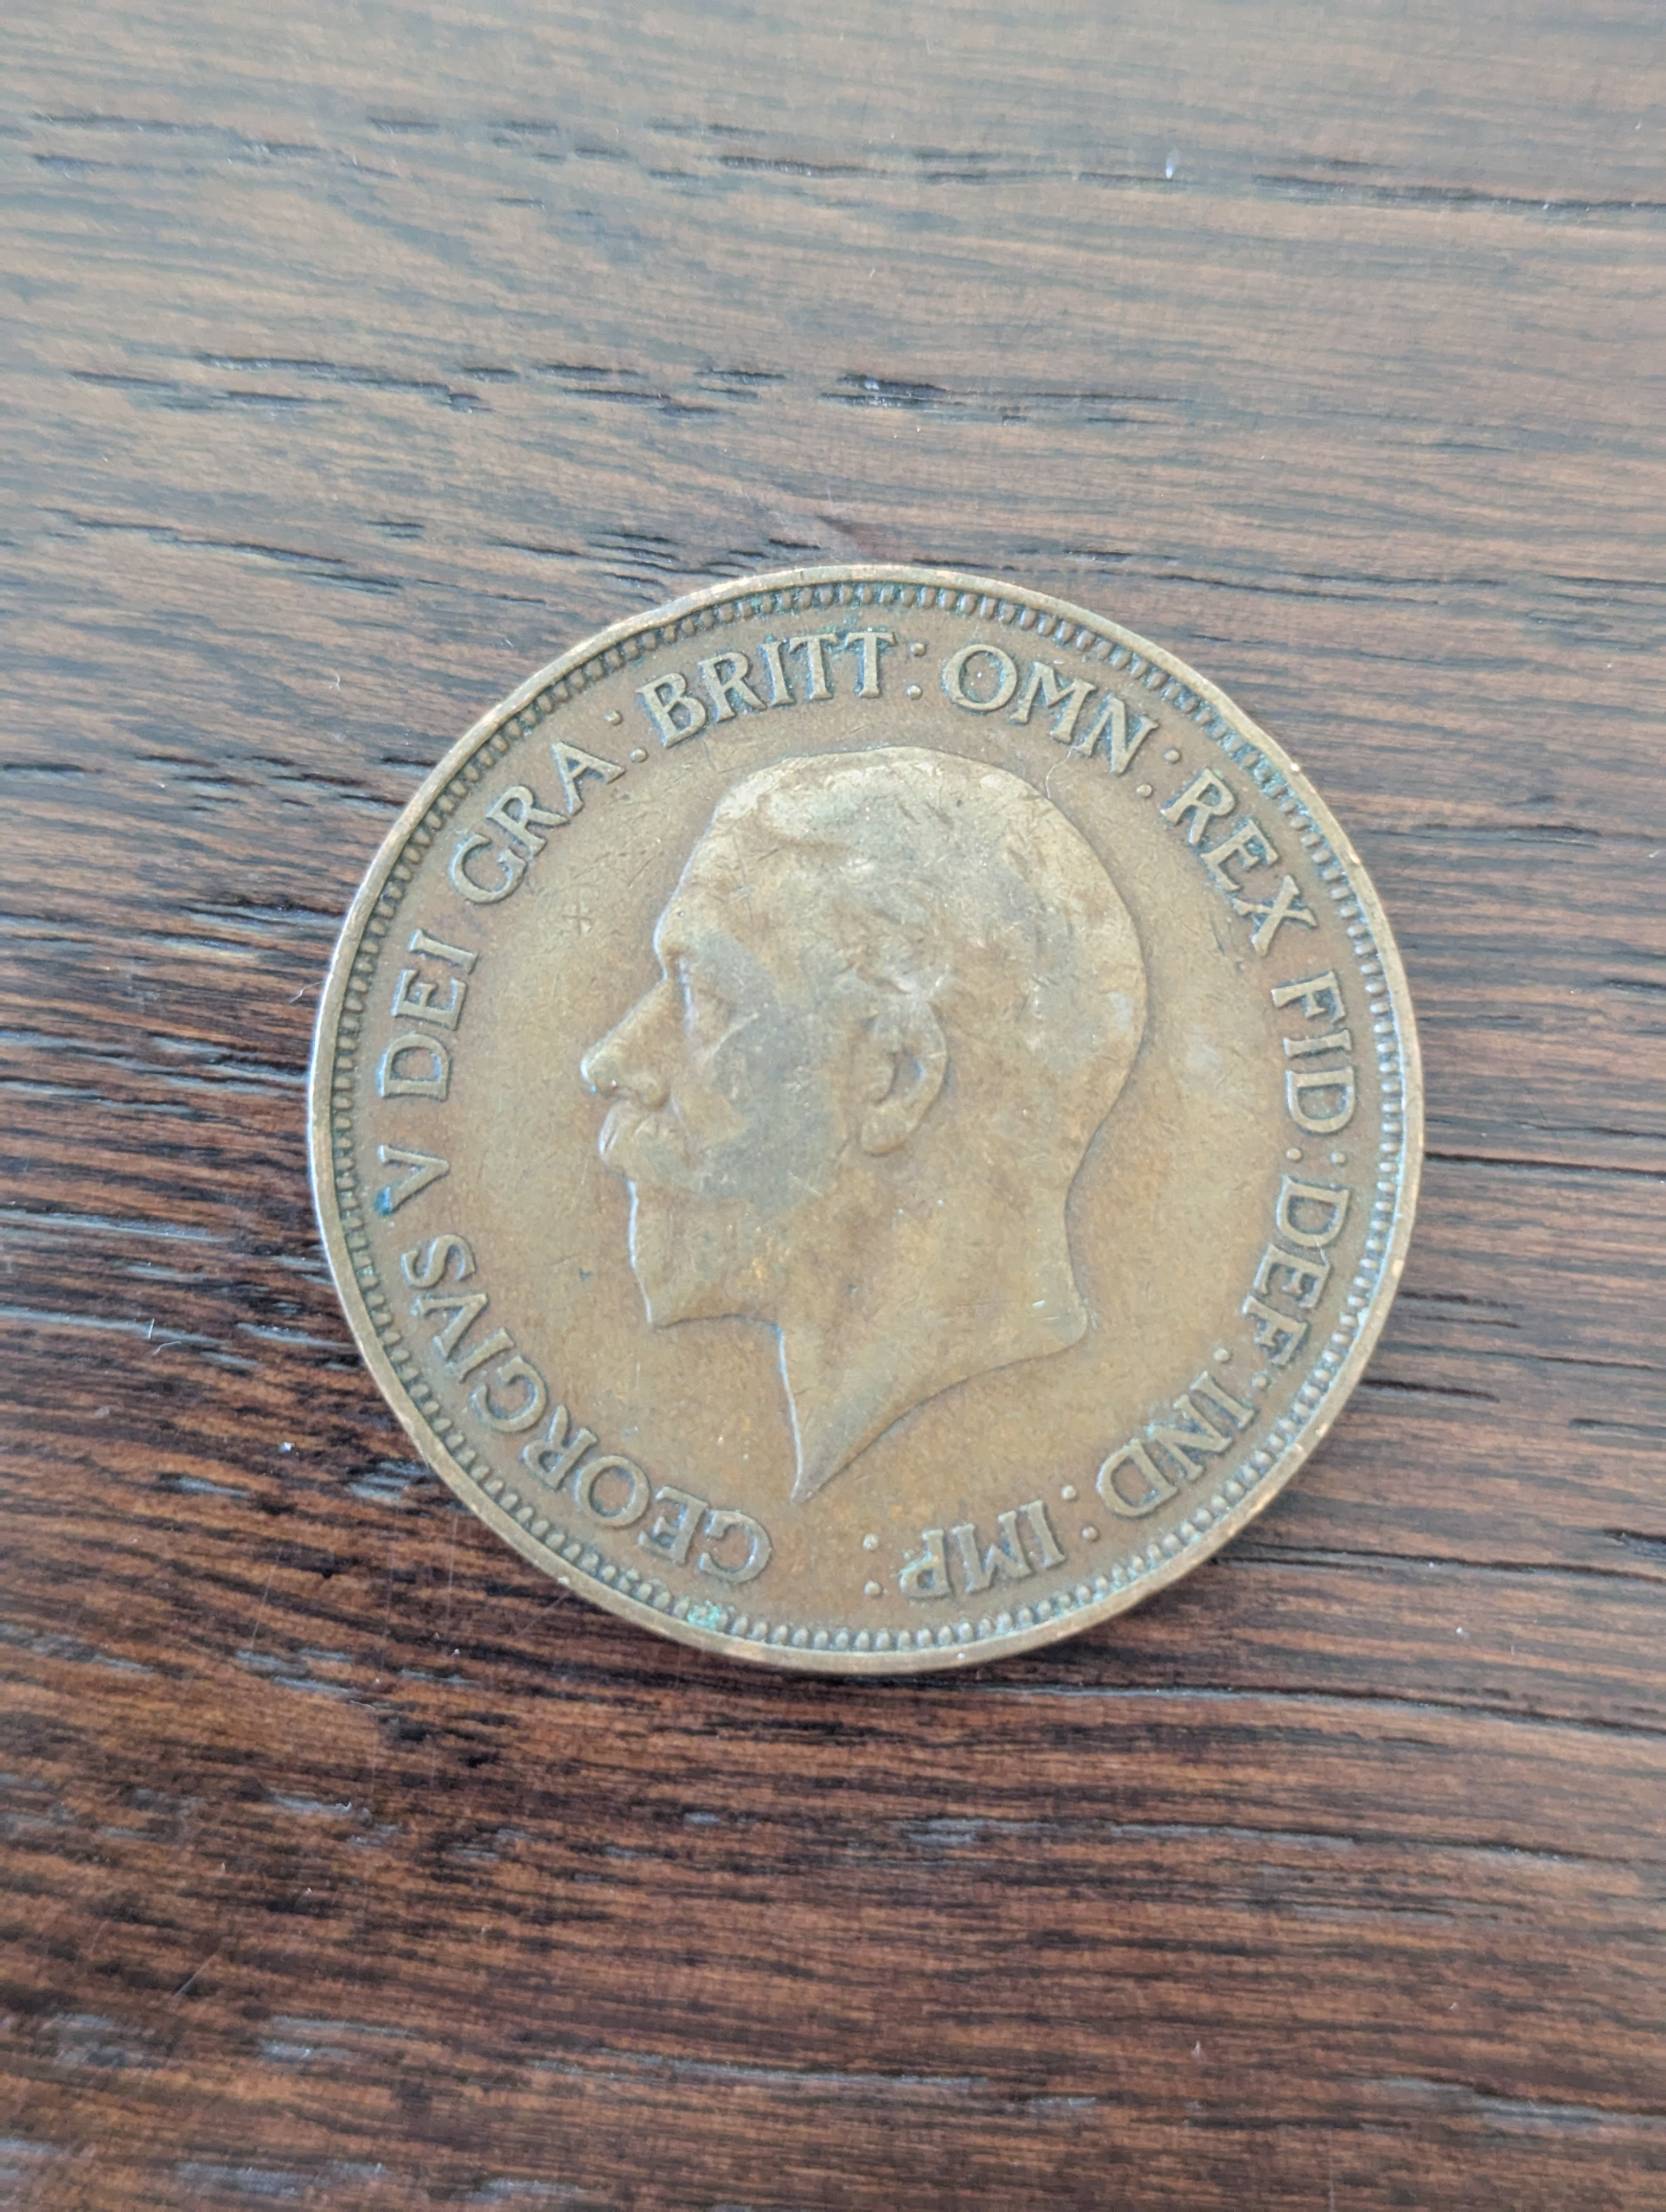 GEORGIVS V DEI GRA: BRITT: OMN: REX FID: DEF: IND: IMP: